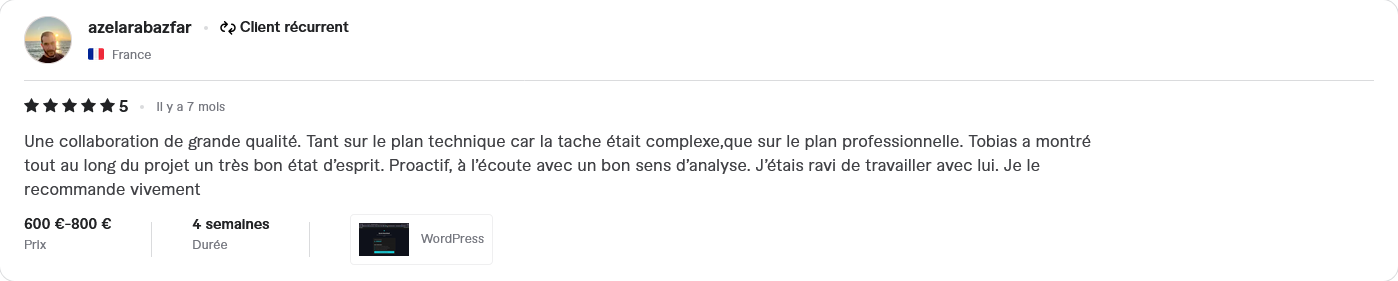 azelarabazfar • Client récurrent
France
5 • Il y a 7 mois
Une collaboration de grande qualité. Tant sur le plan technique car la tache était complexe,que sur le plan professionnelle. Tobias a montré
tout au long du projet un très bon état d'esprit. Proactif, à l'écoute avec un bon sens d'analyse. J'étais ravi de travailler avec lui. Je le
recommande vivement
600 €-800 €
Prix
4 semaines
Durée
WordPress